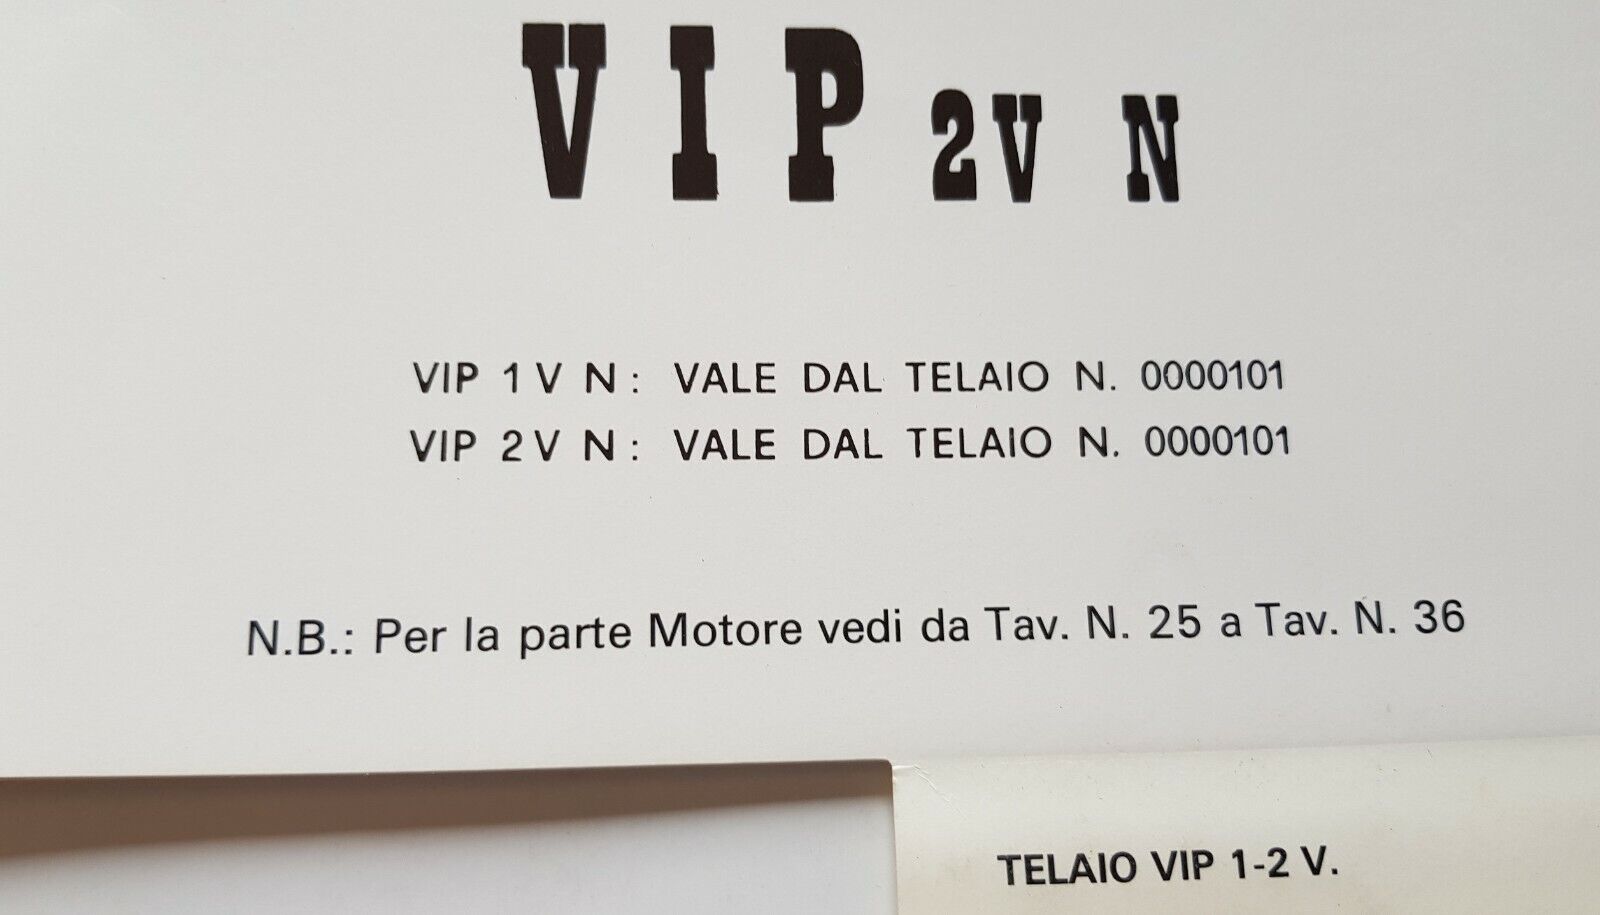 VIP 2V N
VIP 1 V N: VALE DAL TELAIO N. 0000101
VIP 2 V N: VALE DAL TELAIO N. 0000101
N.B.: Per la parte Motore vedi da Tav. N. 25 a Tav. N. 36
TELAIO VIP 1-2 V.